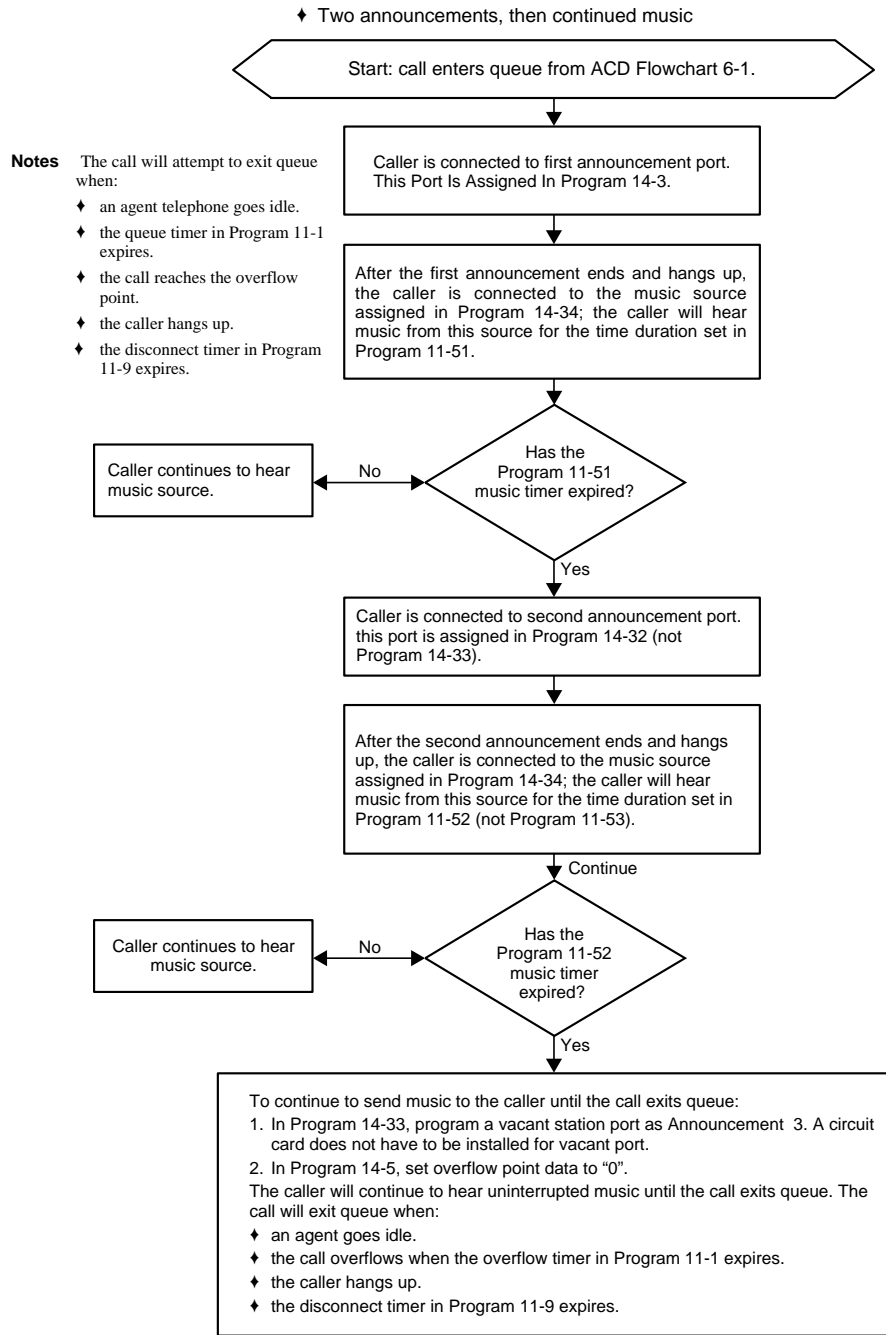 ♦ Two announcements, then continued music
Start: call enters queue from ACD Flowchart 6-1.
Notes The call will attempt to exit queue
when:
♦ an agent telephone goes idle.
♦ the queue timer in Program 11-1
expires.
♦ the call reaches the overflow
point.
♦ the caller hangs up.
♦ the disconnect timer in Program
11-9 expires.
Caller is connected to first announcement port.
This Port Is Assigned In Program 14-3.
After the first announcement ends and hangs up,
the caller is connected to the music source
assigned in Program 14-34; the caller will hear
music from this source for the time duration set in
Program 11-51.
Has the
Program 11-51
music timer expired?
No
Caller continues to hear
music source.
Yes
Caller is connected to second announcement port.
this port is assigned in Program 14-32 (not
Program 14-33).
After the second announcement ends and hangs
up, the caller is connected to the music source
assigned in Program 14-34; the caller will hear
music from this source for the time duration set in
Program 11-52 (not Program 11-53).
Continue
Has the
Program 11-52
music timer
expired?
No
Caller continues to hear
music source.
Yes
To continue to send music to the caller until the call exits queue:
1. In Program 14-33, program a vacant station port as Announcement 3. A circuit
card does not have to be installed for vacant port.
2. In Program 14-5, set overflow point data to “0”.
The caller will continue to hear uninterrupted music until the call exits queue. The
call will exit queue when:
♦ an agent goes idle.
♦ the call overflows when the overflow timer in Program 11-1 expires.
♦ the caller hangs up.
♦ the disconnect timer in Program 11-9 expires.